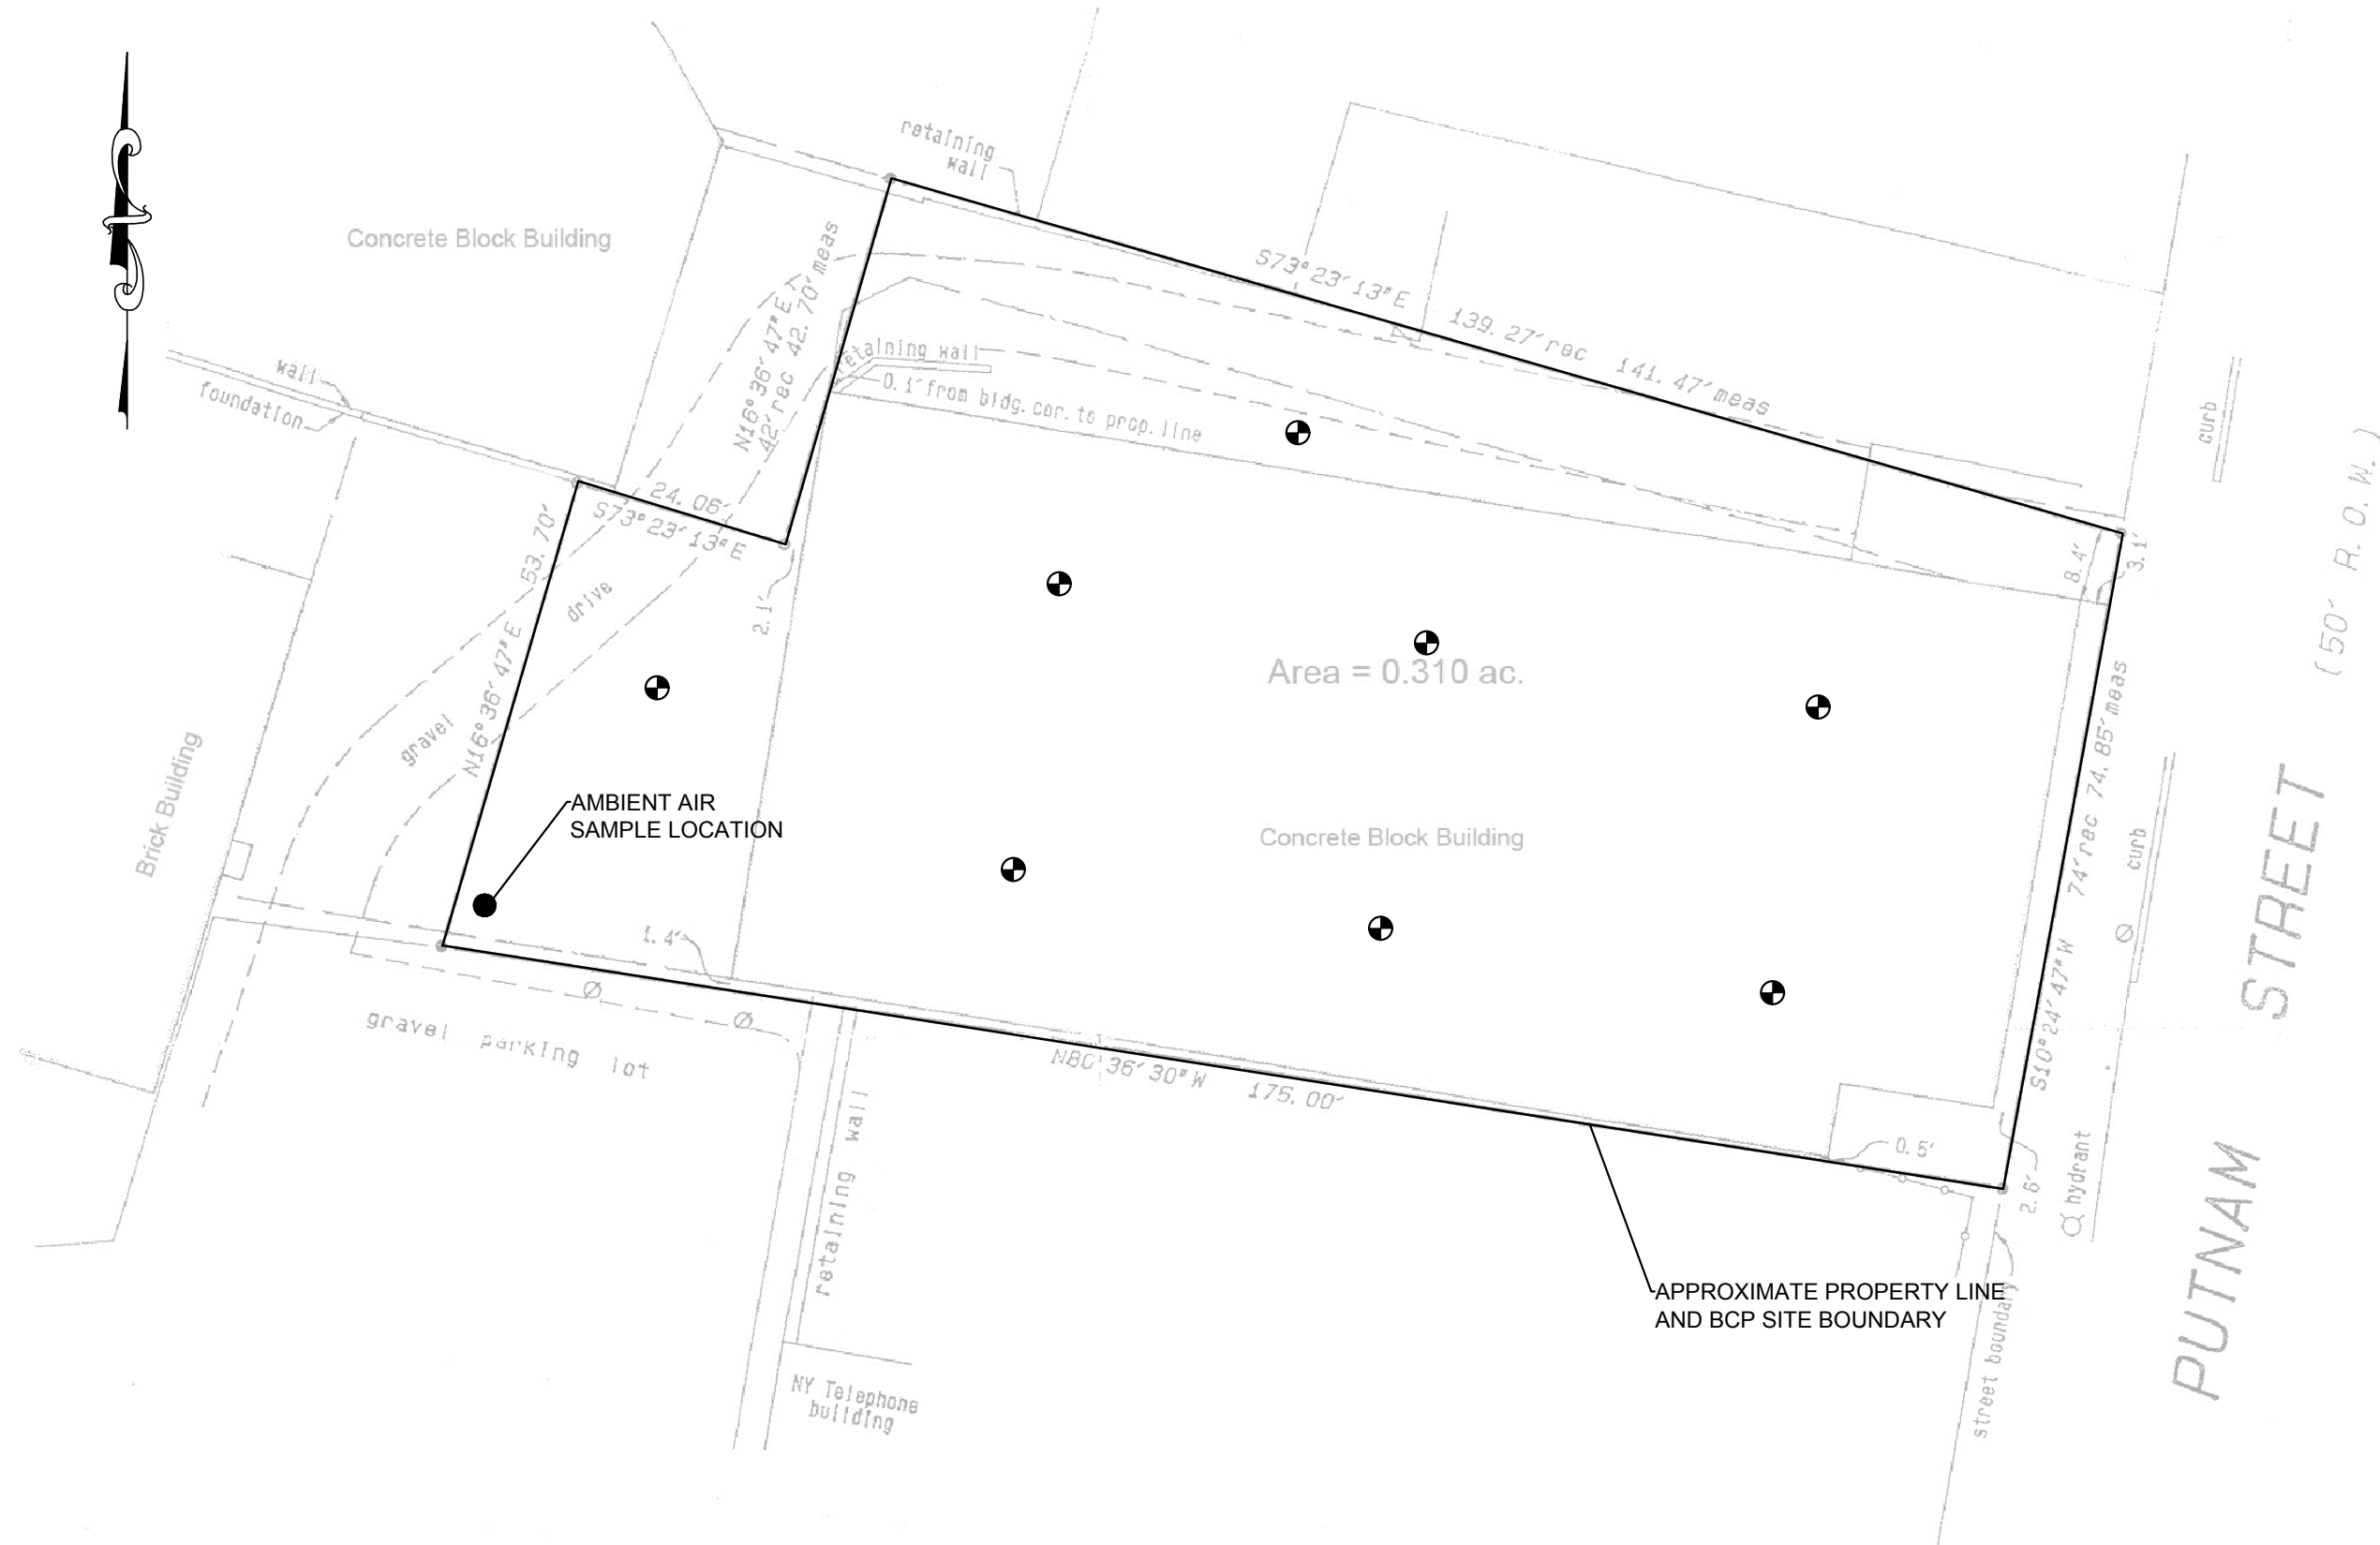 retaining
wall
Concrete Block Building
S73°23'13"E
139.27'rec
141.47'meas
N16°36'47"E
42'rec 42.70'meas
wall
foundation
retaining wall
0.1'from bldg.cor.to prop.line
curb
(50' R.O.W.)
24.06'
S73°23'13"E
53.70'
N16°36'47"E
drive
gravel
2.1'
8.4'
3.1'
Area = 0.310 ac.
Brick Building
AMBIENT AIR
SAMPLE LOCATION
Concrete Block Building
74'rec 74.85'meas
S10°24'47"W
curb
PUTNAM STREET
1.4'
gravel parking lot
36'30"W 175.00'
0.5'
2.6'
hydrant
retaining wall
APPROXIMATE PROPERTY LINE
AND BCP SITE BOUNDARY
street boundary
NY Telephone
building